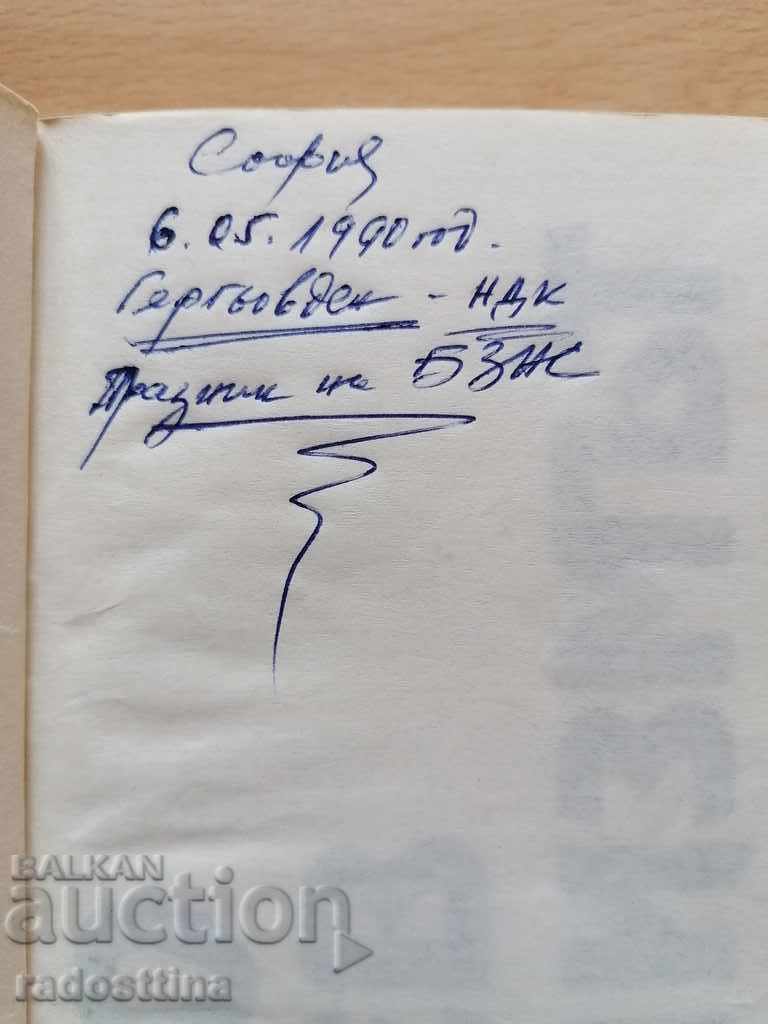 София
6.05.1990 год.
Гергьовден - НДК
Празник на БЗНС
BALKAN
auction
radosttina